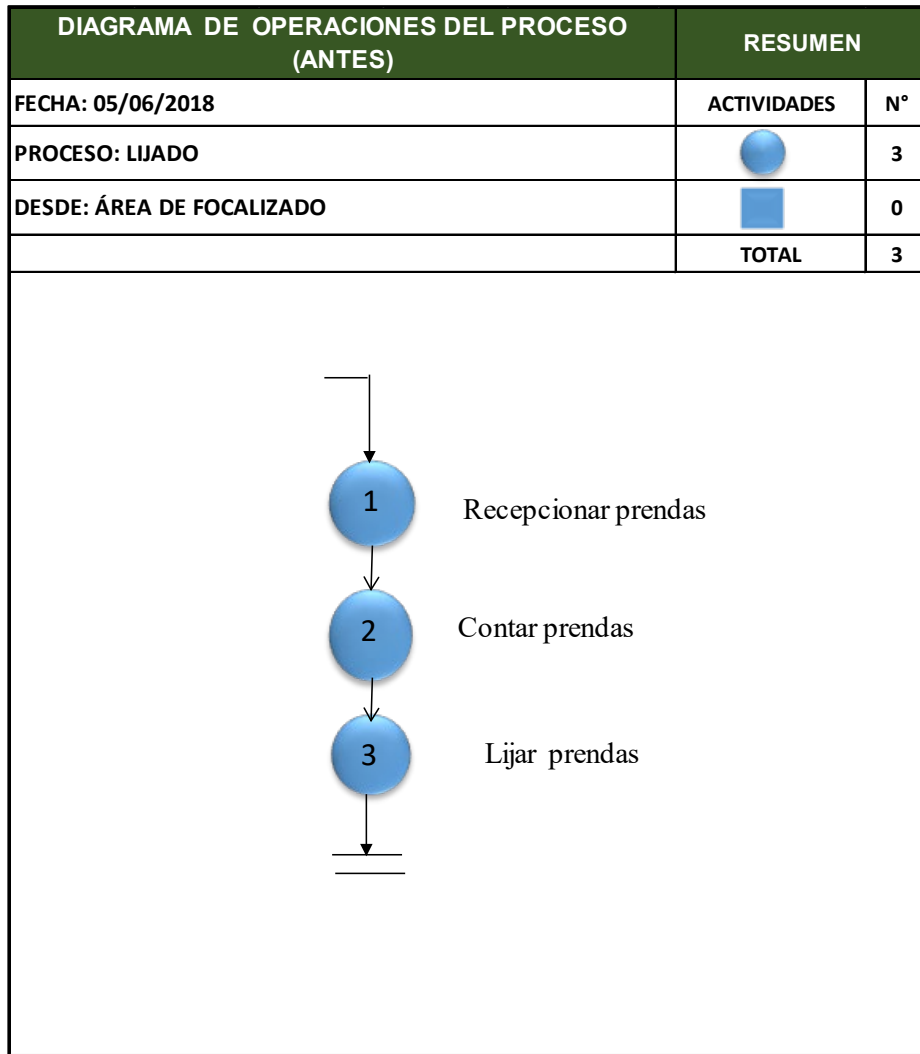 DIAGRAMA DE OPERACIONES DEL PROCESO
(ANTES)
RESUMEN
FECHA: 05/06/2018
ACTIVIDADES
N°
PROCESO: LIJADO
3
DESDE: ÁREA DE FOCALIZADO
0
TOTAL
3
1
Recepcionar prendas
2
Contar prendas
3
Lijar prendas